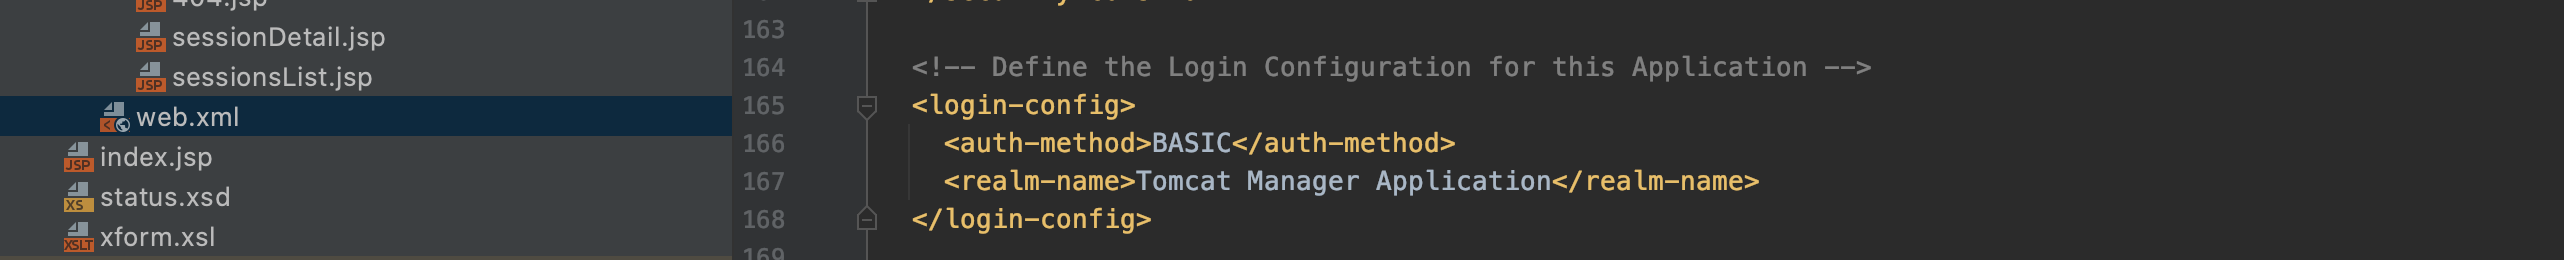 404.jsp
JSP sessionDetail.jsp
JSP sessionsList.jsp
web.xml
JSP index.jsp
XS status.xsd
XSLT xform.xsl
163
164 <!-- Define the Login Configuration for this Application -->
165 <login-config>
166 <auth-method>BASIC</auth-method>
167 <realm-name>Tomcat Manager Application</realm-name>
168 </login-config>
169